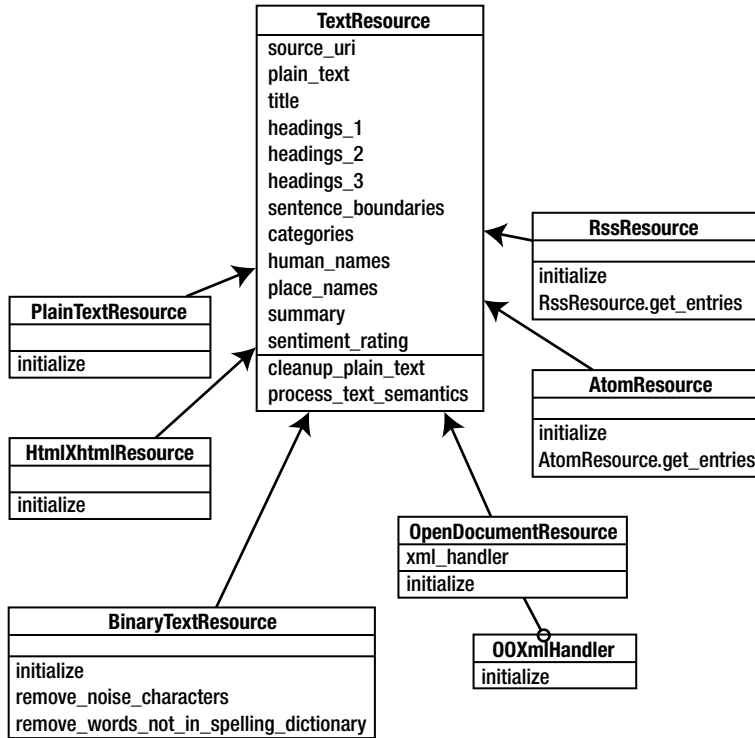 TextResource
source_uri
plain_text
title
headings_1
headings_2
headings_3
sentence_boundaries
categories
human_names
place_names
summary
sentiment_rating
cleanup_plain_text
process_text_semantics
PlainTextResource
initialize
HtmlXhtmlResource
initialize
BinaryTextResource
initialize
remove_noise_characters
remove_words_not_in_spelling_dictionary
RssResource
initialize
RssResource.get_entries
AtomResource
initialize
AtomResource.get_entries
OpenDocumentResource
xml_handler
initialize
OOXmlHandler
initialize